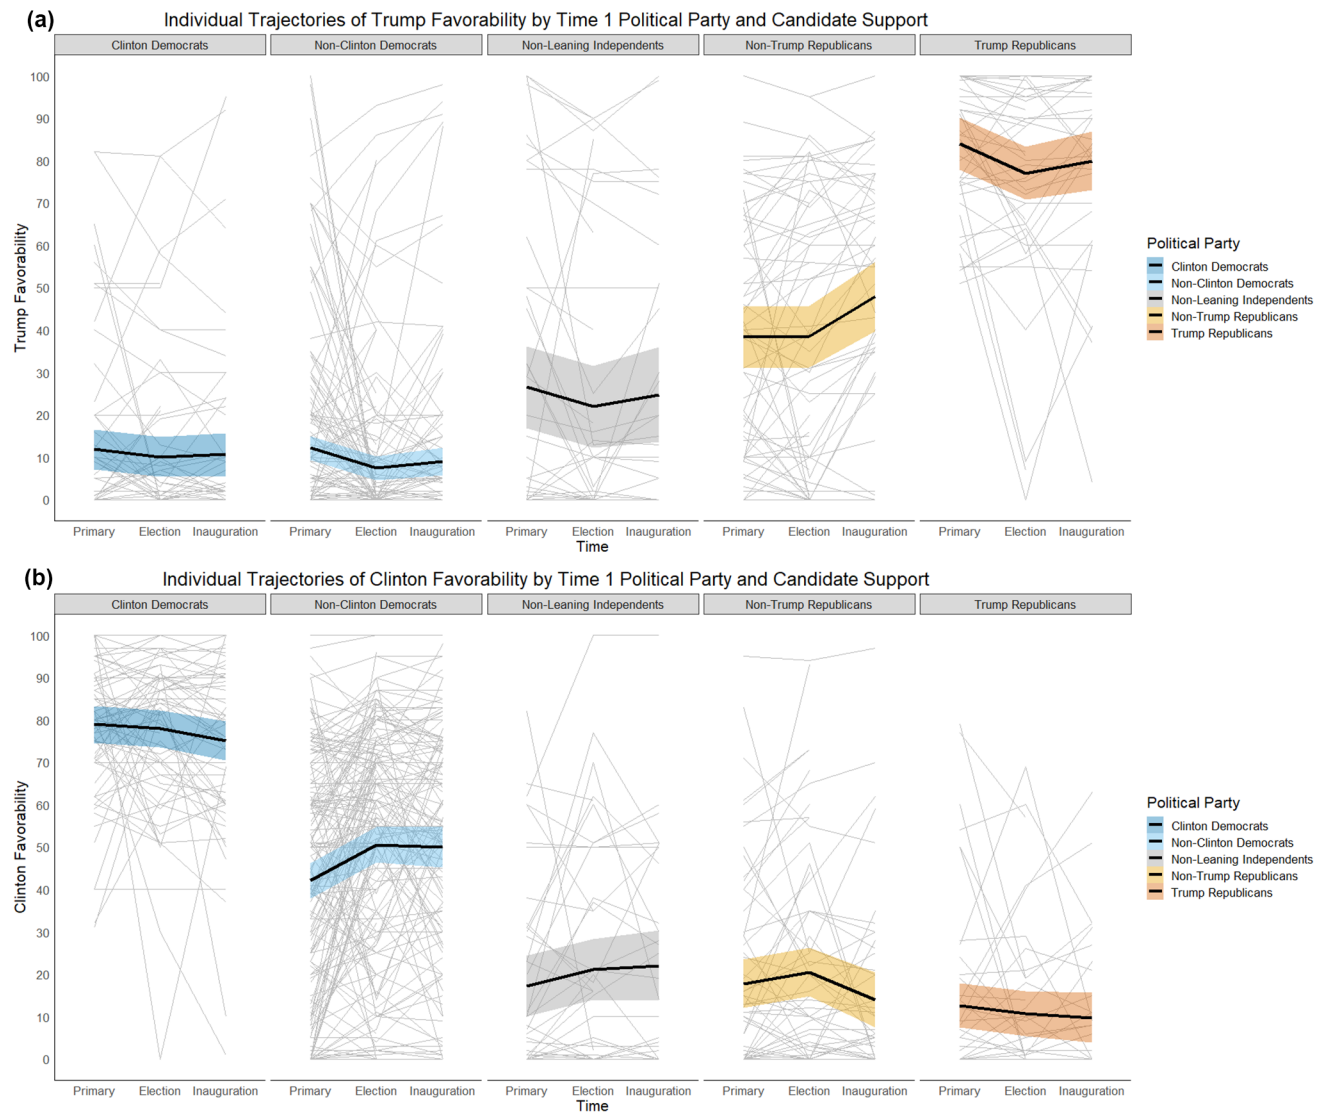 (a)
Individual Trajectories of Trump Favorability by Time 1 Political Party and Candidate Support
Clinton Democrats Non-Clinton Democrats Non-Leaning Independents Non-Trump Republicans Trump Republicans
Trump Favorability
100
90
80
70
60
50
40
30
20
10
0
Primary Election Inauguration Primary Election Inauguration Primary Election Inauguration Primary Election Inauguration Primary Election Inauguration
Time
Political Party
Clinton Democrats
Non-Clinton Democrats
Non-Leaning Independents
Non-Trump Republicans
Trump Republicans
(b)
Individual Trajectories of Clinton Favorability by Time 1 Political Party and Candidate Support
Clinton Democrats Non-Clinton Democrats Non-Leaning Independents Non-Trump Republicans Trump Republicans
Clinton Favorability
100
90
80
70
60
50
40
30
20
10
0
Primary Election Inauguration Primary Election Inauguration Primary Election Inauguration Primary Election Inauguration Primary Election Inauguration
Time
Political Party
Clinton Democrats
Non-Clinton Democrats
Non-Leaning Independents
Non-Trump Republicans
Trump Republicans